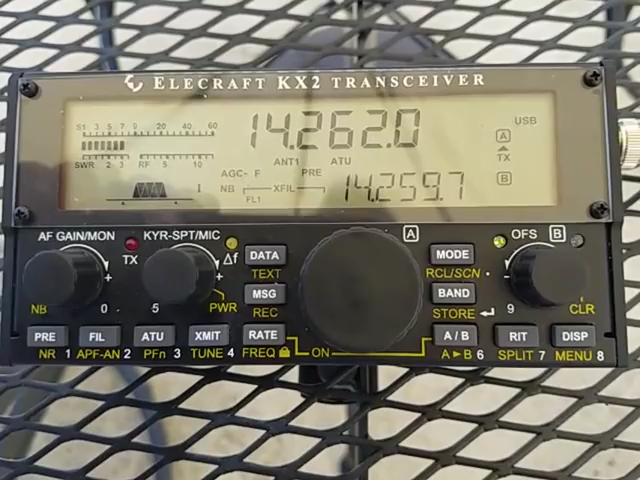 ELECRAFT KX2 TRANSCEIVER
S1 3 5 7 9 20 40 60
SWR 2 3 RF 5 10
14.262.0
USB
ANT1 ATU
A
TX
B
AGC- F PRE
NB XFIL
FL1
I
14.259.7
AF GAIN/MON
TX
KYR-SPT/MIC
Δf
A
OFS B
DATA
TEXT
MODE
RCL/SCN
NB 0 5 PWR
MSG
REC
BAND
STORE
9 CLR
PRE FIL ATU XMIT RATE A / B RIT DISP
NR 1 APF-AN 2 PFn 3 TUNE 4 FREQ ON A►B 6 SPLIT 7 MENU 8